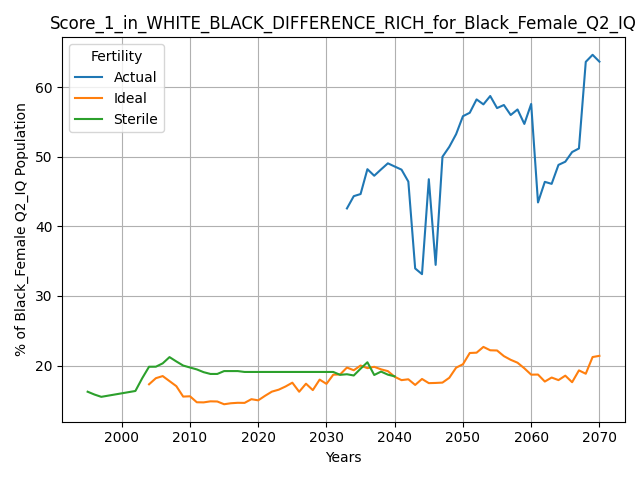 Score_1_in_WHITE_BLACK_DIFFERENCE_RICH_for_Black_Female_Q2_IQ
Fertility
Actual
Ideal
Sterile
% of Black_Female Q2_IQ Population
60
50
40
30
20
2000 2010 2020 2030 2040 2050 2060 2070
Years